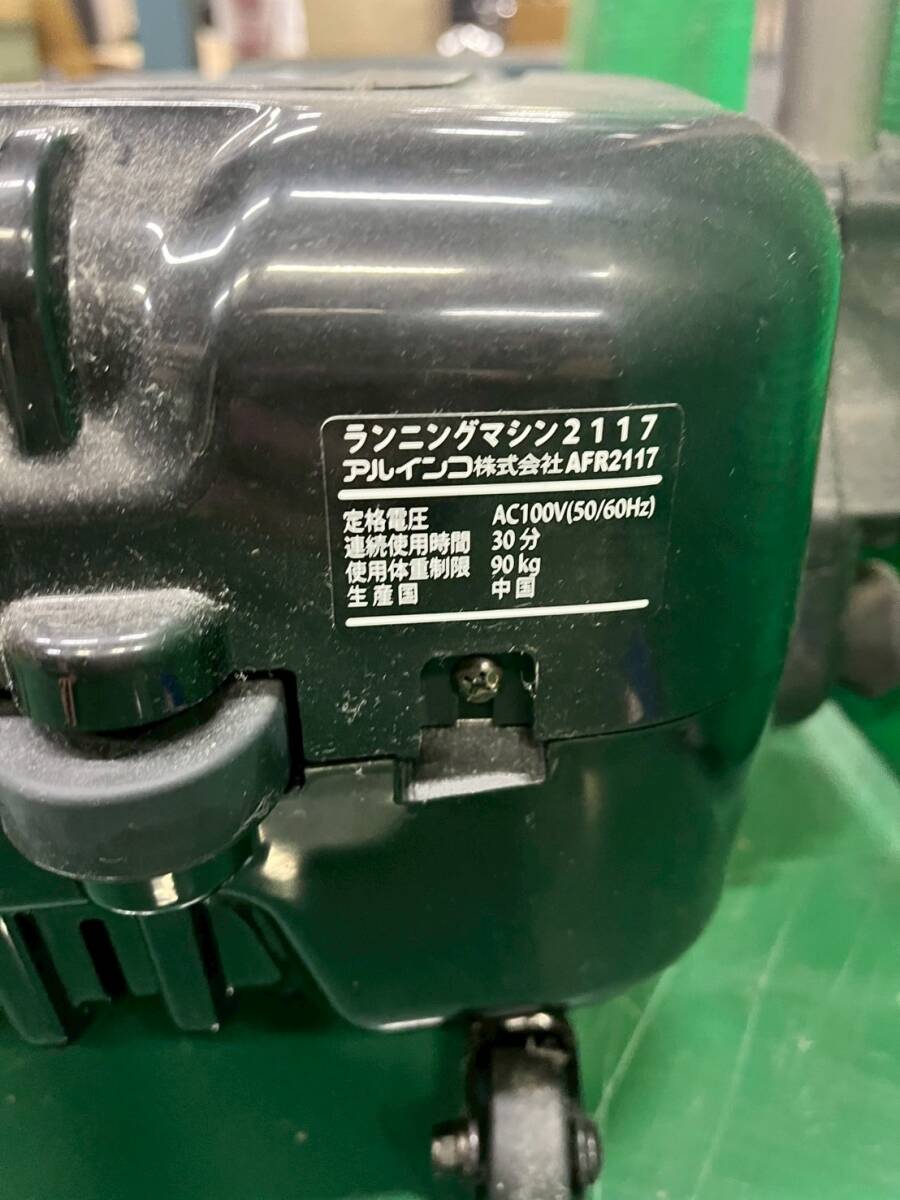 ランニングマシン2117
アルインコ株式会社 AFR2117
定格電圧 AC100V(50/60Hz)
連続使用時間 30分
使用体重制限 90kg
生産国 中国